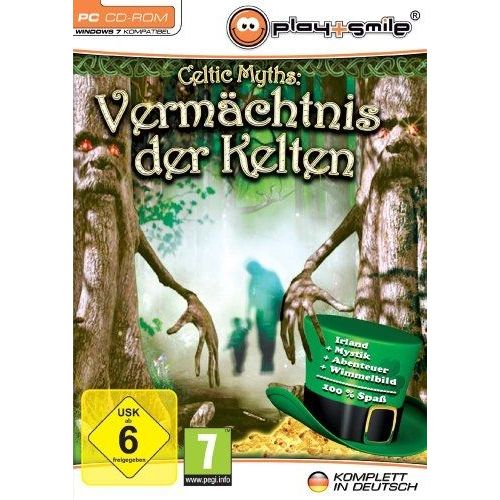 PC CD-ROM
WINDOWS 7 KOMPATIBEL
play+smile®
Celtic Myths:
Vermächtnis
der Kelten
Irland
+ Mystik
+ Abenteuer
+ Wimmelbild
100 % Spaß
USK
ab
6
freigegeben
7
www.pegi.info
KOMPLETT
IN DEUTSCH